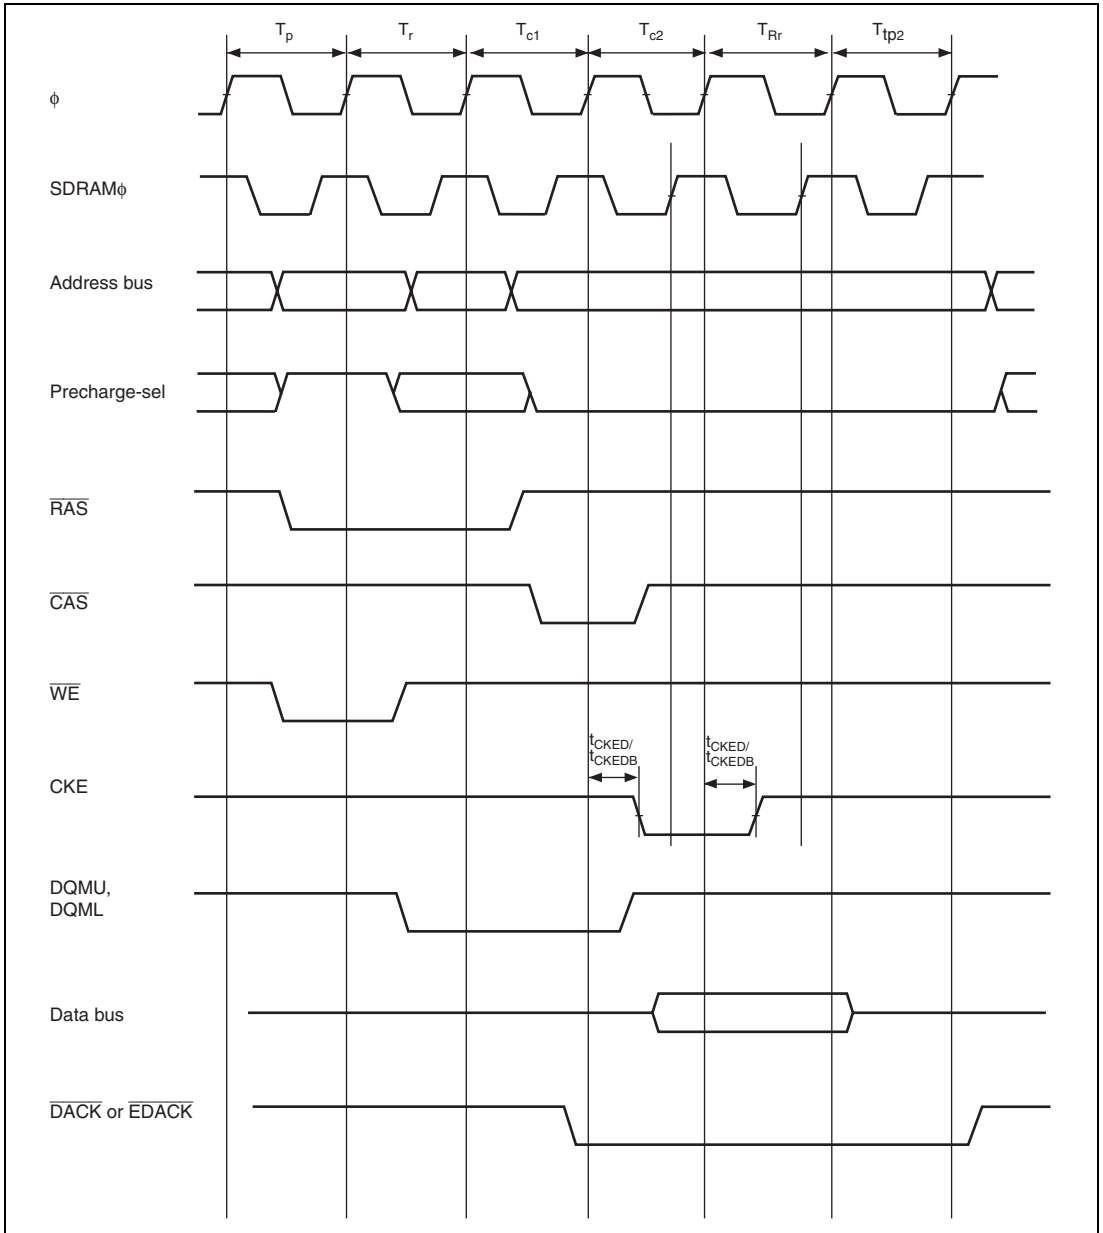 Tp Tr Tc1 Tc2 TRr Ttp2
ϕ
SDRAMϕ
Address bus
Precharge-sel
RAS
CAS
WE
tCKED/ tCKED/
tCKEDB tCKEDB
CKE
DQMU,
DQML
Data bus
DACK or EDACK